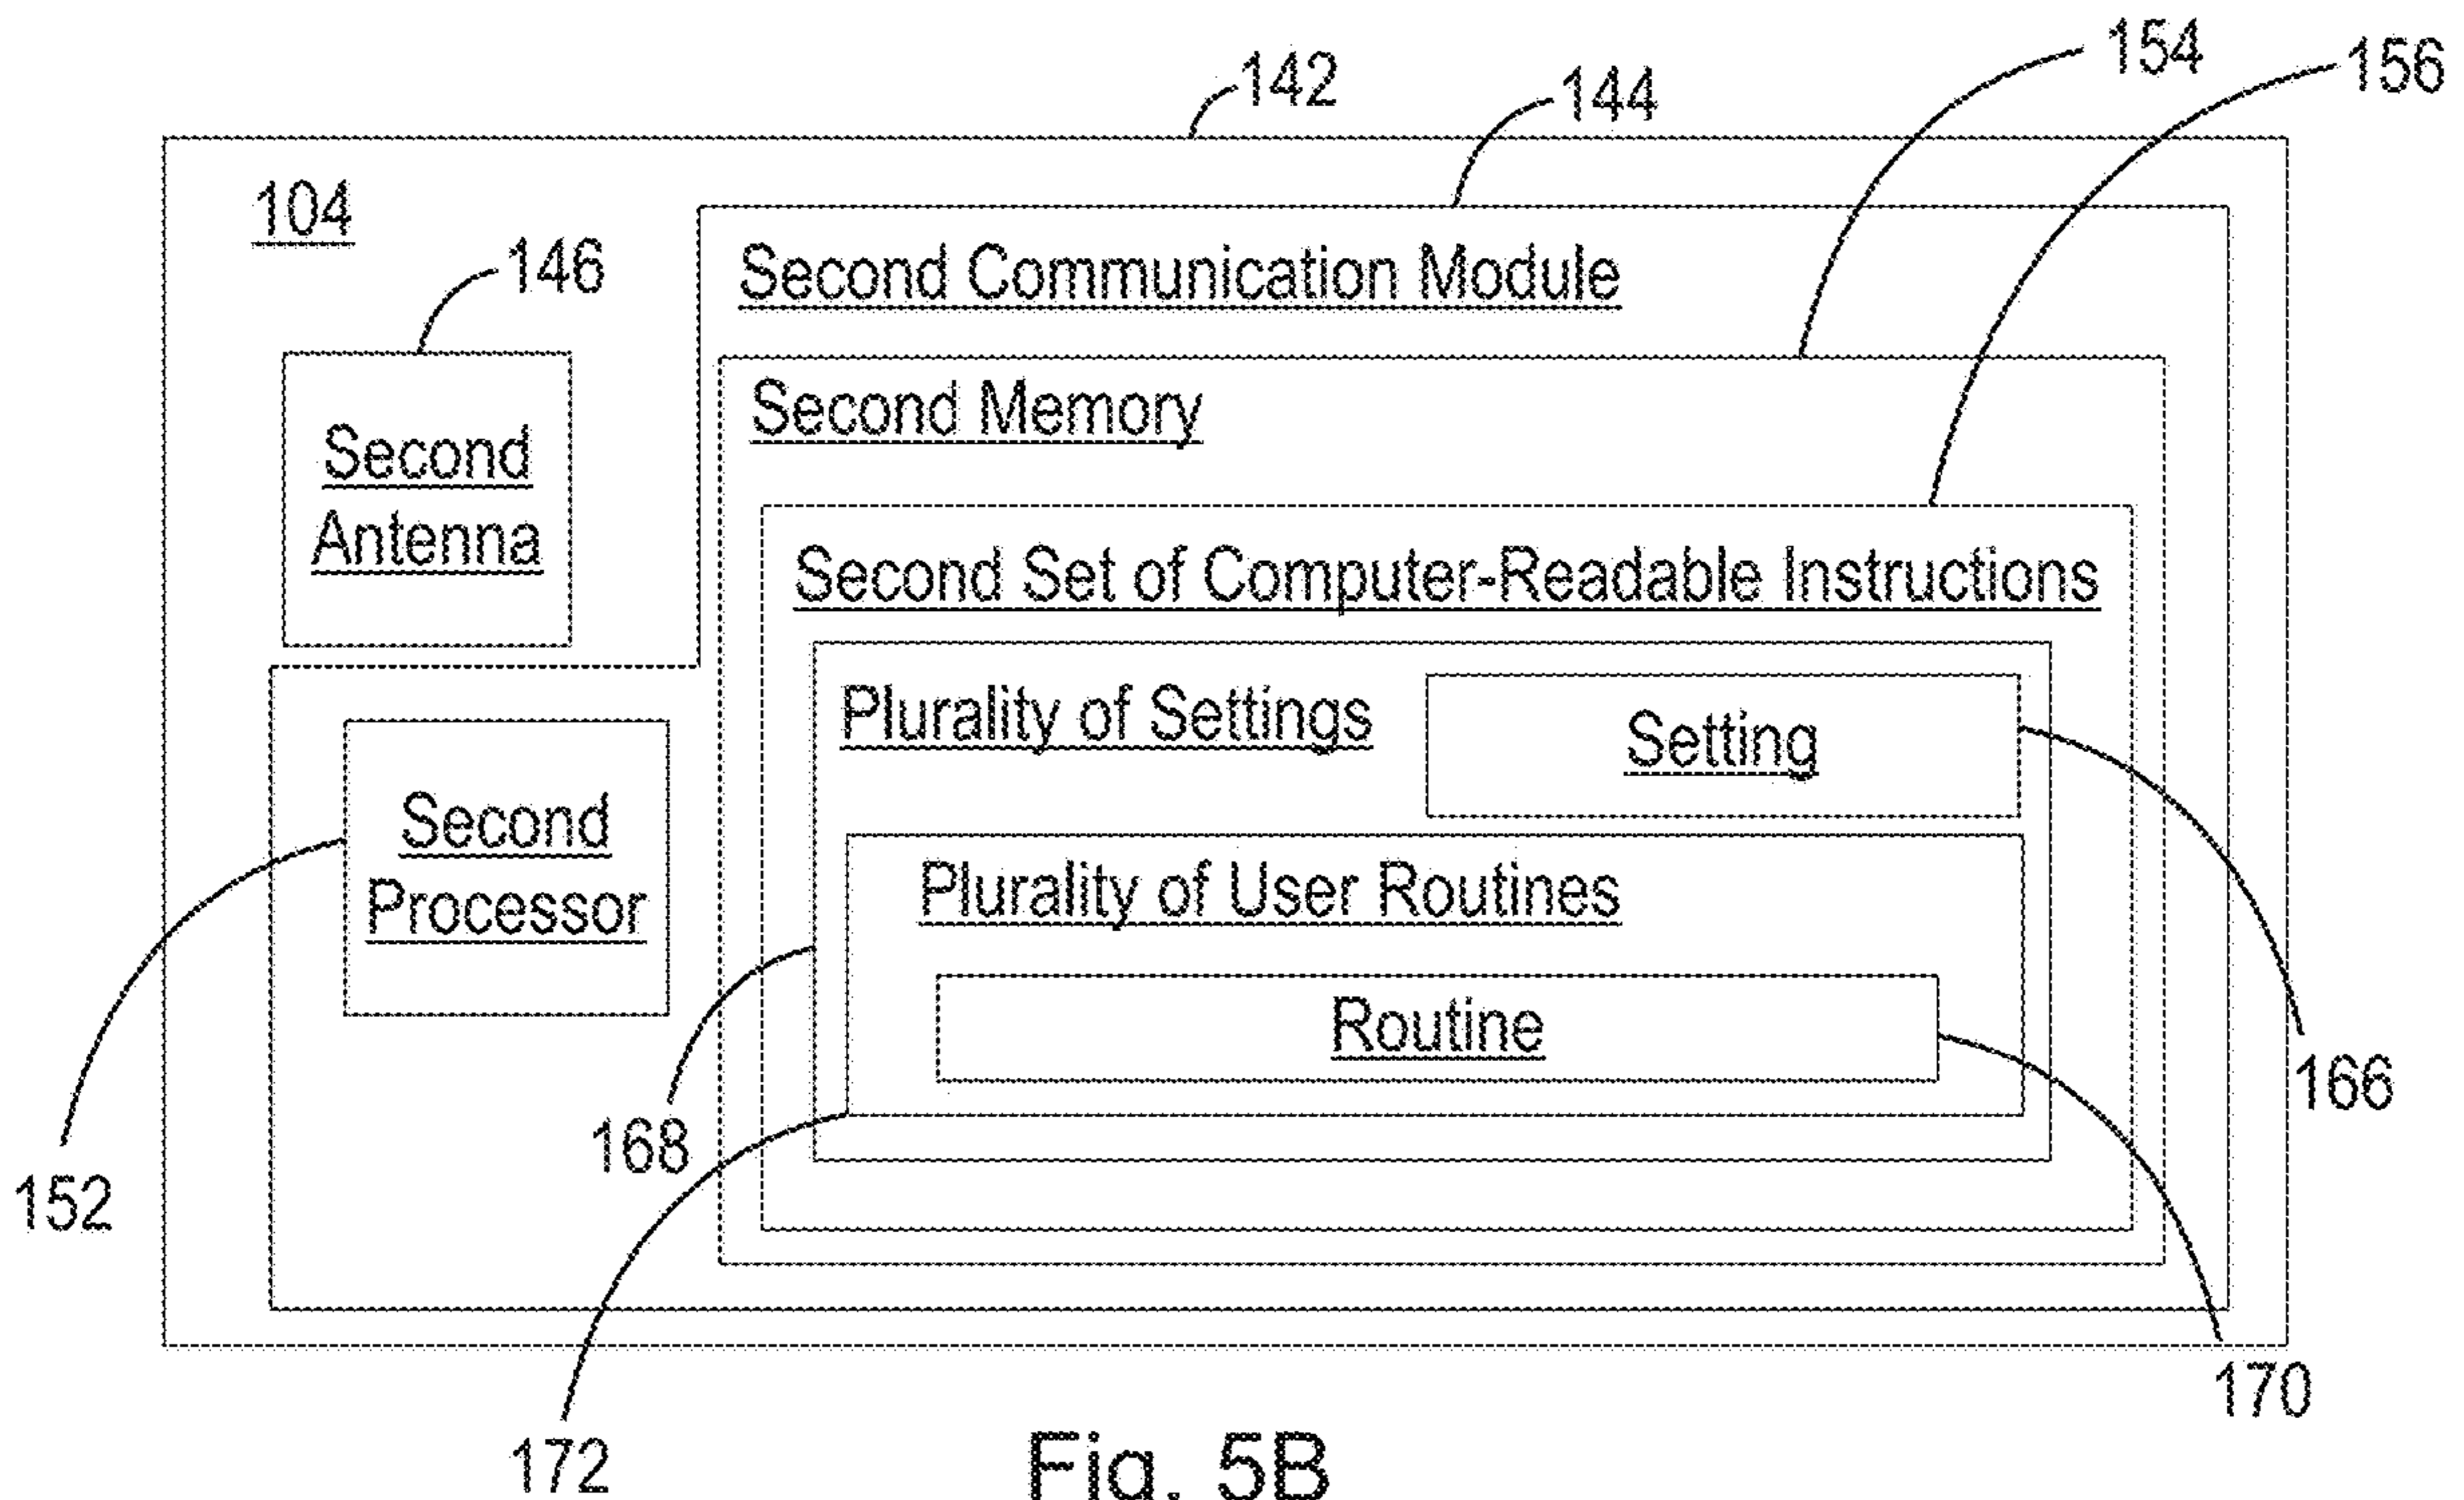 154
142
144
156
104
146
Second Communication Module
Second Memory
Second
Antenna
Second Set of Computer-Readable Instructions
Plurality of Settings
Setting
Second
Processor
Plurality of User Routines
Routine
166
168
152
170
172
Fig. 5B